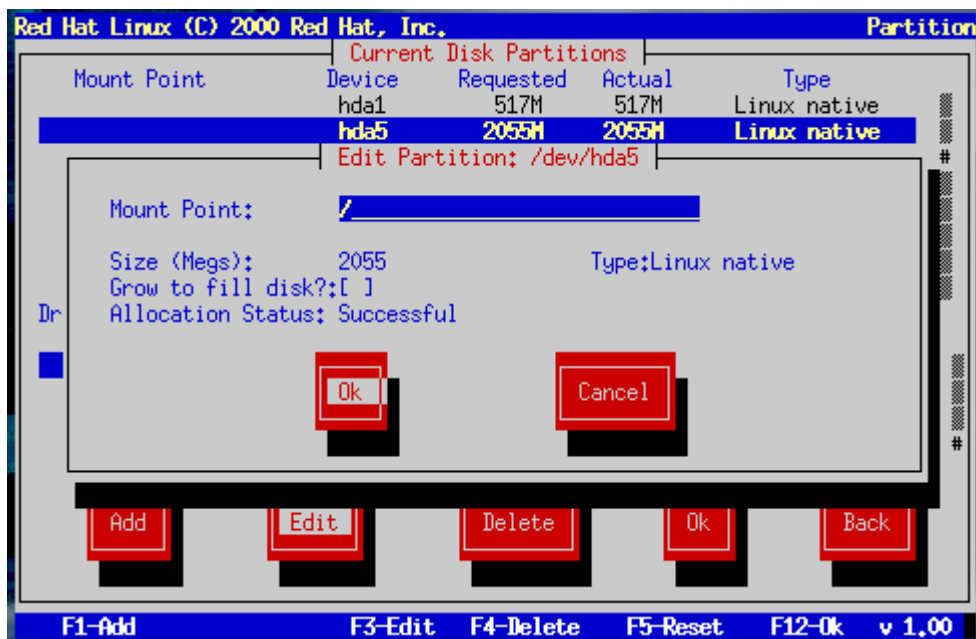 Red Hat Linux (C) 2000 Red Hat, Inc. Partition
Current Disk Partitions
Mount Point Device Requested Actual Type
hda1 517M 517M Linux native
hda5 2055M 2055M Linux native
#
Edit Partition: /dev/hda5
Mount Point: /
Size (Megs): 2055 Type:Linux native
Grow to fill disk?:[ ]
Dr
Allocation Status: Successful
Ok Cancel
#
Add Edit Delete Ok Back
F1-Add F3-Edit F4-Delete F5-Reset F12-Ok v 1.00